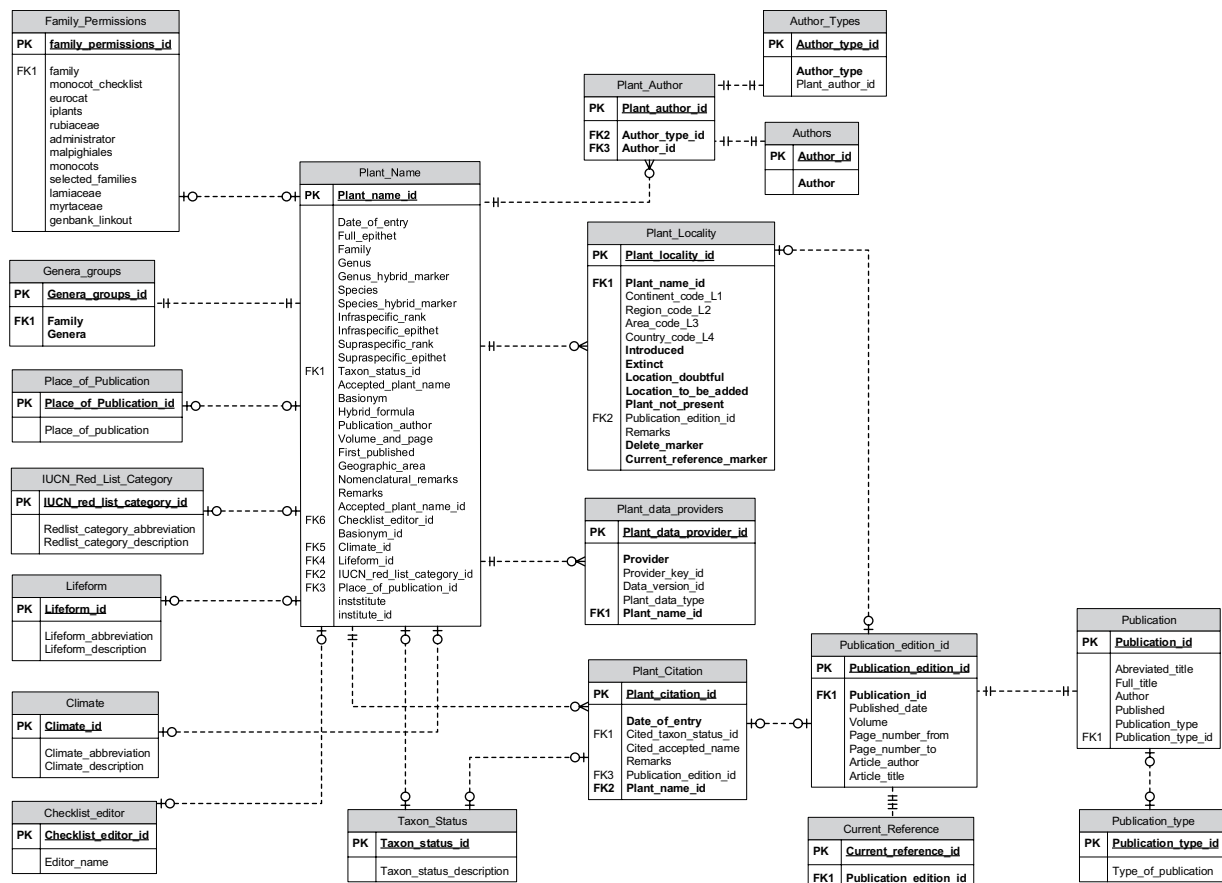 Family_Permissions
PK family_permissions_id
FK1 family
monocot_checklist
eurocat
iplants
rubiaceae
administrator
malpighiales
monocots
selected_families
lamiaceae
myrtaceae
genbank_linkout
Genera_groups
PK Genera_groups_id
FK1 Family
Genera
Place_of_Publication
PK Place_of_Publication_id
Place_of_publication
IUCN_Red_List_Category
PK IUCN_red_list_category_id
Redlist_category_abbreviation
Redlist_category_description
Lifeform
PK Lifeform_id
Lifeform_abbreviation
Lifeform_description
Climate
PK Climate_id
Climate_abbreviation
Climate_description
Checklist_editor
PK Checklist_editor_id
Editor_name
Plant_Name
PK Plant_name_id
Date_of_entry
Full_epithet
Family
Genus
Genus_hybrid_marker
Species
Species_hybrid_marker
Infraspecific_rank
Infraspecific_epithet
Supraspecific_rank
Supraspecific_epithet
FK1 Taxon_status_id
Accepted_plant_name
Basionym
Hybrid_formula
Publication_author
Volume_and_page
First_published
Geographic_area
Nomenclatural_remarks
Remarks
Accepted_plant_name_id
FK6 Checklist_editor_id
Basionym_id
FK5 Climate_id
FK4 Lifeform_id
FK2 IUCN_red_list_category_id
FK3 Place_of_publication_id
inststitute
institute_id
Taxon_Status
PK Taxon_status_id
Taxon_status_description
Plant_Author
PK Plant_author_id
FK2 Author_type_id
FK3 Author_id
Author_Types
PK Author_type_id
Author_type
Plant_author_id
Authors
PK Author_id
Author
Plant_Locality
PK Plant_locality_id
FK1 Plant_name_id
Continent_code_L1
Region_code_L2
Area_code_L3
Country_code_L4
Introduced
Extinct
Location_doubtful
Location_to_be_added
Plant_not_present
FK2 Publication_edition_id
Remarks
Delete_marker
Current_reference_marker
Plant_data_providers
PK Plant_data_provider_id
Provider
Provider_key_id
Data_version_id
Plant_data_type
FK1 Plant_name_id
Plant_Citation
PK Plant_citation_id
Date_of_entry
FK1 Cited_taxon_status_id
Cited_accepted_name
Remarks
FK3 Publication_edition_id
FK2 Plant_name_id
Publication_edition_id
PK Publication_edition_id
FK1 Publication_id
Published_date
Volume
Page_number_from
Page_number_to
Article_author
Article_title
Current_Reference
PK Current_reference_id
FK1 Publication_edition_id
Publication
PK Publication_id
Abreviated_title
Full_title
Author
Published
Publication_type
FK1 Publication_type_id
Publication_type
PK Publication_type_id
Type_of_publication